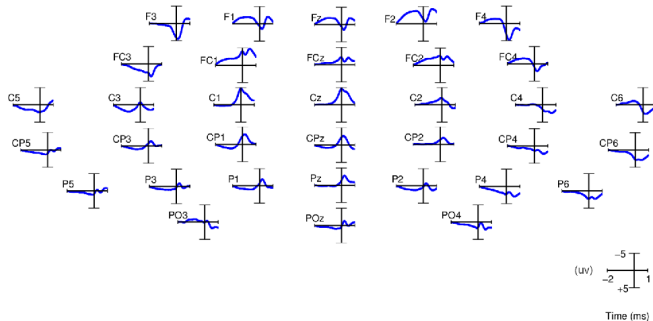 F3 F1 Fz F2 F4
FC3 FC1 FCz FC2 FC4
C5 C3 C1 Cz C2 C4 C6
CP5 CP3 CP1 CPz CP2 CP4 CP6
P5 P3 P1 Pz P2 P4 P6
PO3 POz PO4
−5
(uv) −2 1
+5
Time (ms)